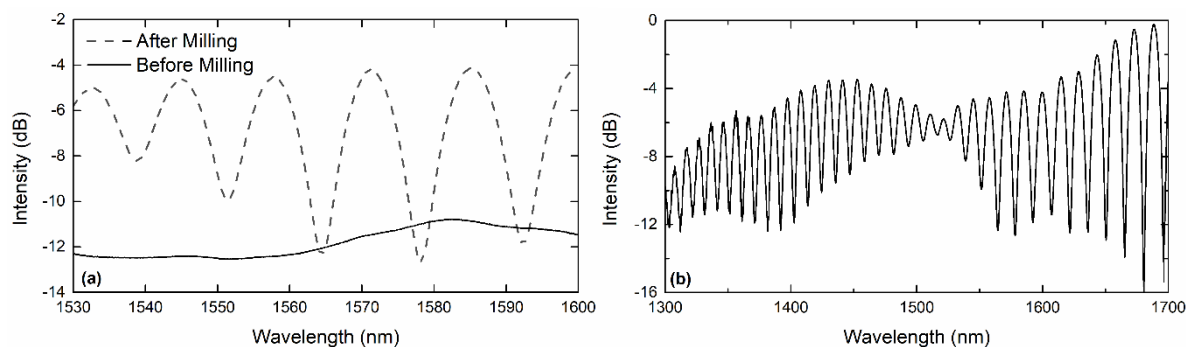 -2
-4
-6
-8
-10
-12
-14
Intensity (dB)
After Milling
Before Milling
(a)
1530 1540 1550 1560 1570 1580 1590 1600
Wavelength (nm)
0
-4
-8
-12
-16
Intensity (dB)
(b)
1300 1400 1500 1600 1700
Wavelength (nm)